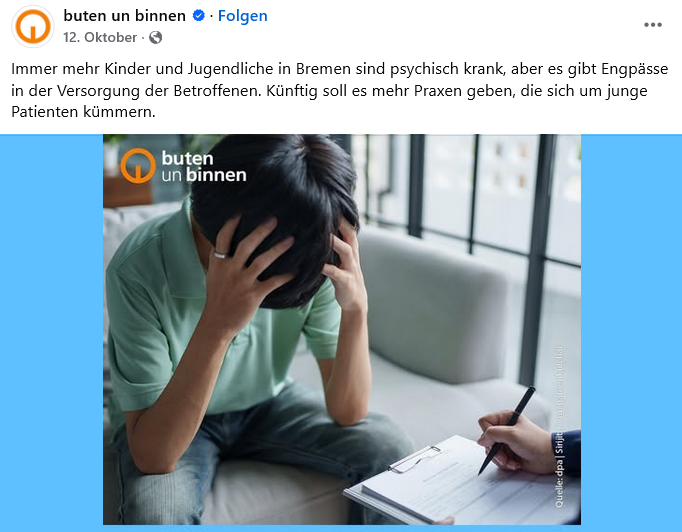 buten un binnen · Folgen
12. Oktober ·
Immer mehr Kinder und Jugendliche in Bremen sind psychisch krank, aber es gibt Engpässe
in der Versorgung der Betroffenen. Künftig soll es mehr Praxen geben, die sich um junge
Patienten kümmern.
buten
un binnen
Quelle: dpa |